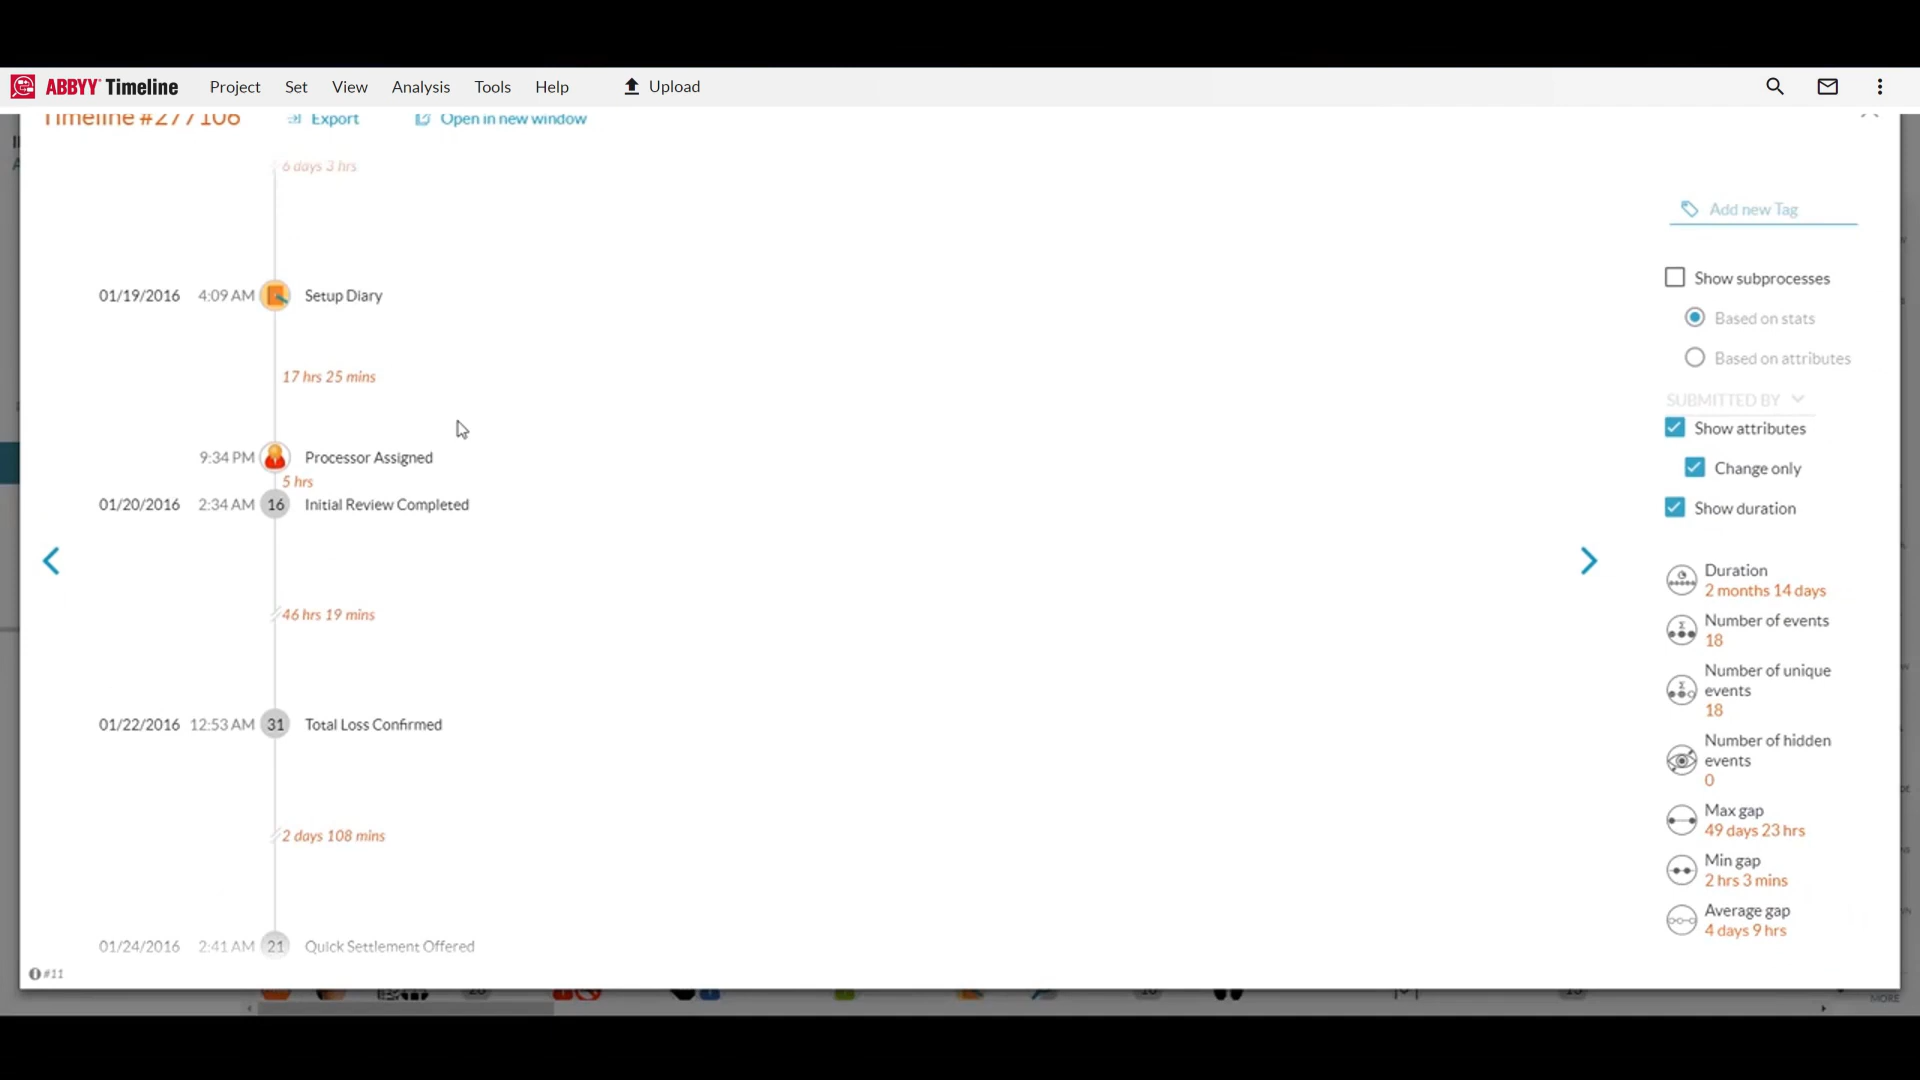 ABBYY Timeline Project Set View Analysis Tools Help Upload
Timeline #277106 Export Open in new window
6 days 3 hrs
Add new Tag
01/19/2016 4:09 AM Setup Diary
17 hrs 25 mins
9:34 PM Processor Assigned
5 hrs
01/20/2016 2:34 AM 16 Initial Review Completed
46 hrs 19 mins
01/22/2016 12:53 AM 31 Total Loss Confirmed
2 days 108 mins
01/24/2016 2:41 AM 21 Quick Settlement Offered
#11
Show subprocesses
Based on stats
Based on attributes
SUBMITTED BY
Show attributes
Change only
Show duration
Duration
2 months 14 days
Number of events
18
Number of unique
events
18
Number of hidden
events
0
Max gap
49 days 23 hrs
Min gap
2 hrs 3 mins
Average gap
4 days 9 hrs
MORE